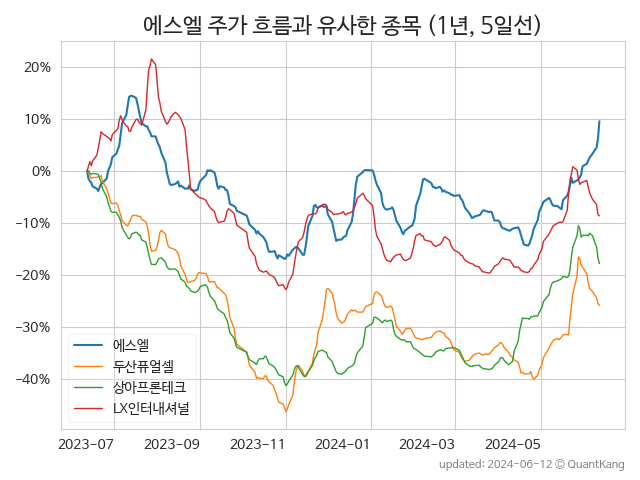 에스엘 주가 흐름과 유사한 종목 (1년, 5일선)
20%
10%
0%
−10%
−20%
−30%
−40%
에스엘
두산퓨얼셀
상아프론테크
LX인터내셔널
2023-07 2023-09 2023-11 2024-01 2024-03 2024-05
updated: 2024-06-12 © QuantKang